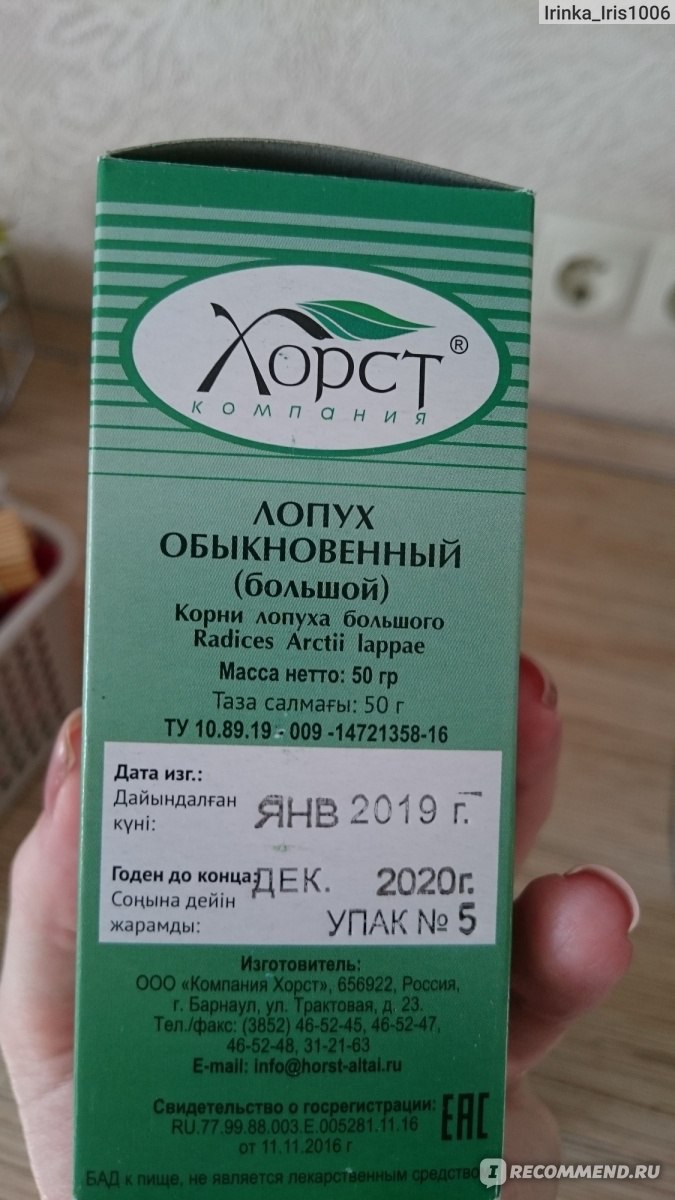 Irinka_Iris1006
Хорст®
компания
ЛОПУХ
ОБЫКНОВЕННЫЙ
(большой)
Корни лопуха большого
Radices Arctii lappae
Масса нетто: 50 гр
Таза салмағы: 50 г
ТУ 10.89.19 - 009 -14721358-16
Дата изг.:
Дайындалған
күні:
ЯНВ 2019 г.
Годен до конца:
ДЕК. 2020г.
Соңына дейін
жарамды:
УПАК № 5
Изготовитель:
ООО «Компания Хорст», 656922, Россия,
г. Барнаул, ул. Трактовая, д. 23.
Тел./факс: (3852) 46-52-45, 46-52-47,
46-52-48, 31-21-63
E-mail: info@horst-altai.ru
Свидетельство о госрегистрации:
RU.77.99.88.003.Е.005281.11.16
от 11.11.2016 г
EAC
БАД к пище, не является лекарственным средство
IRECOMMEND.RU